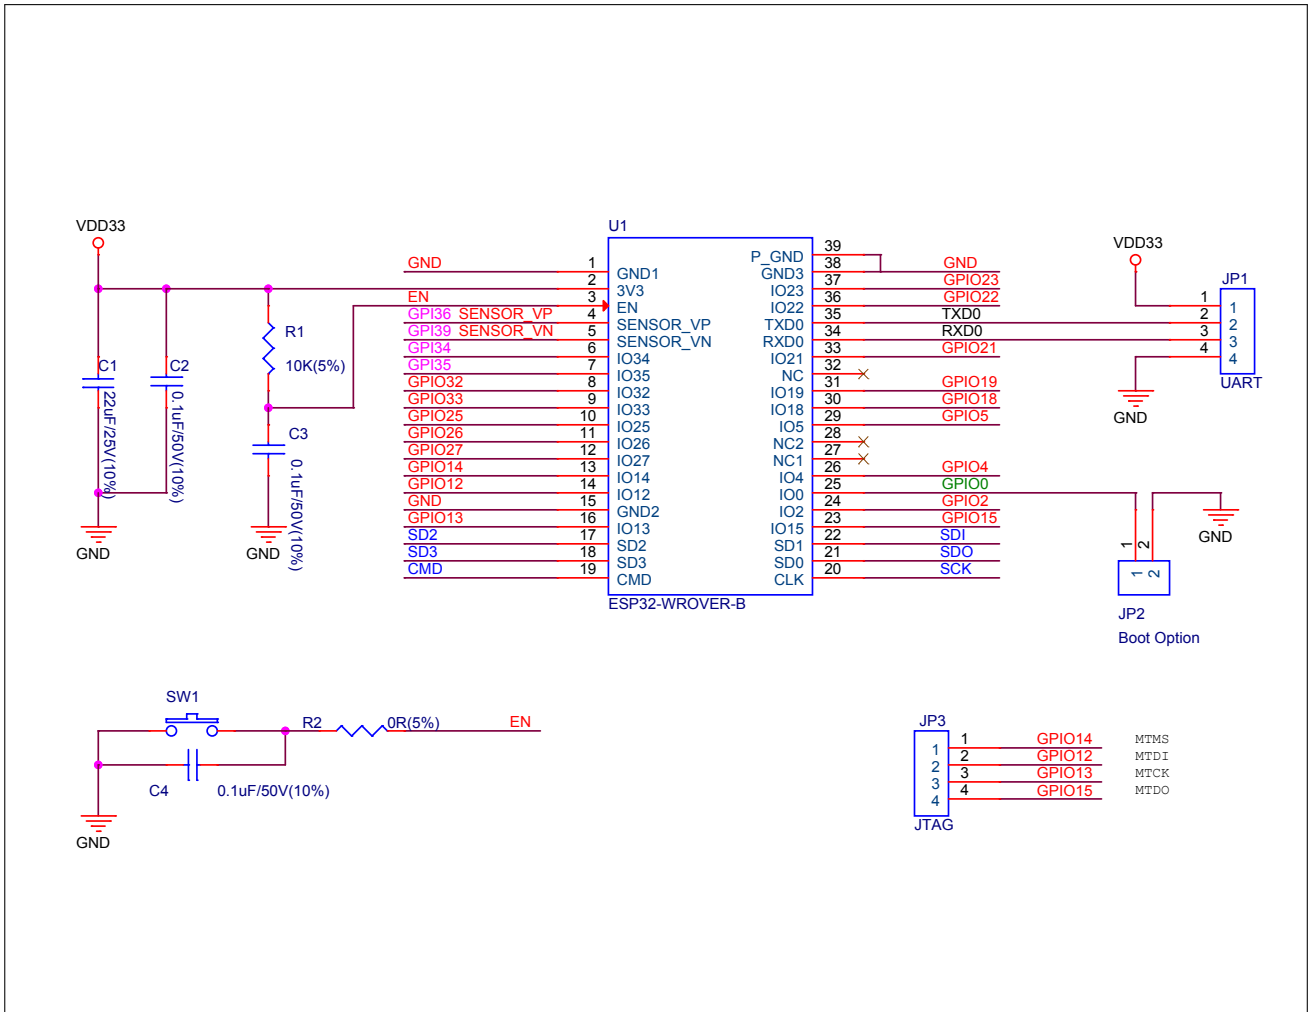 VDD33
C1
22uF/25V(10%)
C2
0.1uF/50V(10%)
GND
R1
10K(5%)
C3
0.1uF/50V(10%)
GND
U1
GND 1 GND1
2 3V3
EN 3 EN
GPI36 SENSOR_VP 4 SENSOR_VP
GPI39 SENSOR_VN 5 SENSOR_VN
GPI34 6 IO34
GPI35 7 IO35
GPIO32 8 IO32
GPIO33 9 IO33
GPIO25 10 IO25
GPIO26 11 IO26
GPIO27 12 IO27
GPIO14 13 IO14
GPIO12 14 IO12
GND 15 GND2
GPIO13 16 IO13
SD2 17 SD2
SD3 18 SD3
CMD 19 CMD
P_GND 39
GND3 38 GND
IO23 37 GPIO23
IO22 36 GPIO22
TXD0 35 TXD0
RXD0 34 RXD0
IO21 33 GPIO21
NC 32
IO19 31 GPIO19
IO18 30 GPIO18
IO5 29 GPIO5
NC2 28
NC1 27
IO4 26 GPIO4
IO0 25 GPIO0
IO2 24 GPIO2
IO15 23 GPIO15
SD1 22 SDI
SD0 21 SDO
CLK 20 SCK
ESP32-WROVER-B
VDD33
JP1
1 1
2 2
3 3
4 4
UART
GND
GND
1 2
1 2
JP2
Boot Option
SW1
R2 0R(5%) EN
C4 0.1uF/50V(10%)
GND
JP3
1 1 GPIO14 MTMS
2 2 GPIO12 MTDI
3 3 GPIO13 MTCK
4 4 GPIO15 MTDO
JTAG